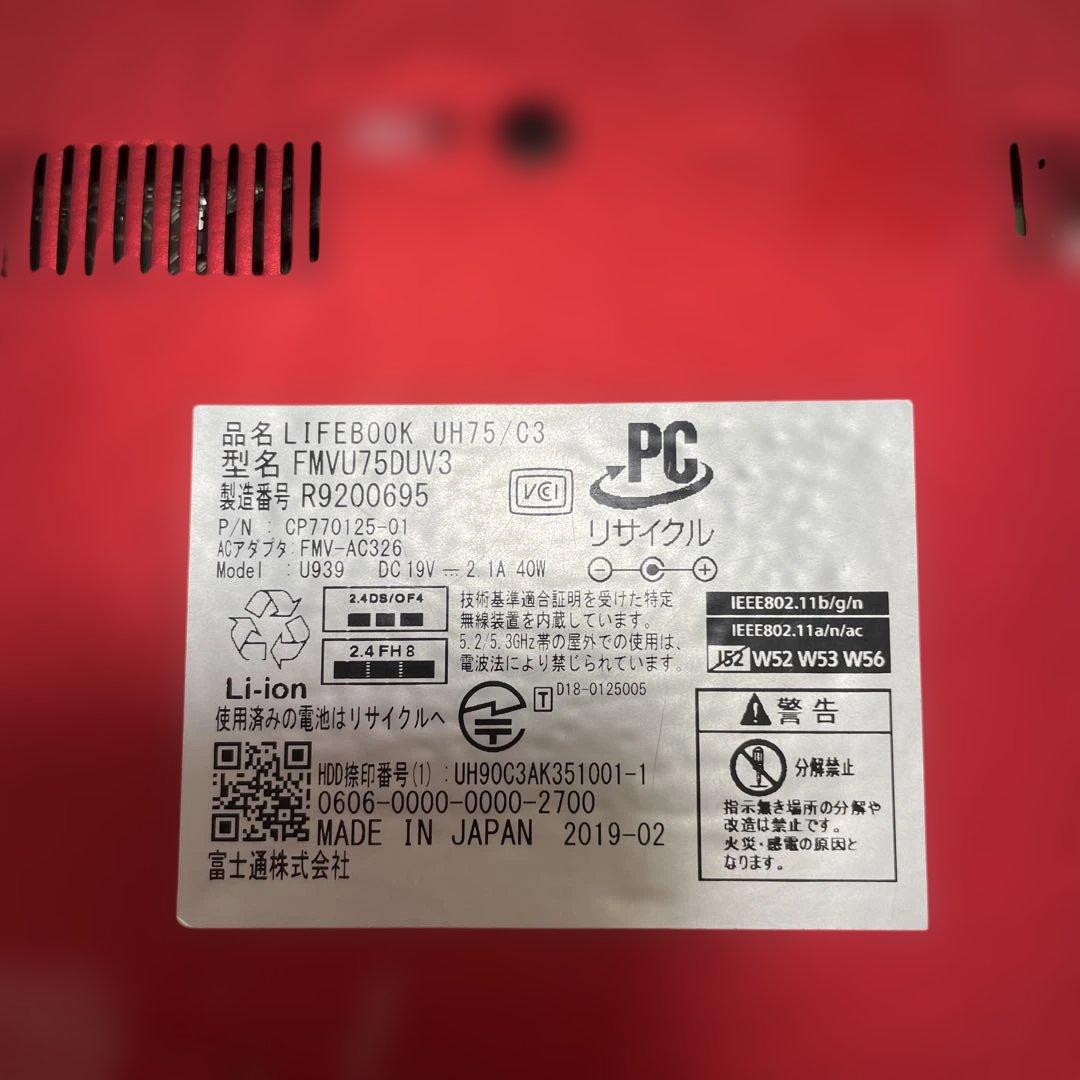 品名 LIFEBOOK UH75/C3
型名 FMVU75DUV3
製造番号 R9200695
P/N : CP770125-01
ACアダプタ: FMV-AC326
Model : U939 DC 19V ⎓ 2.1A 40W
VCI
PC
リサイクル
2.4DS/OF4
2.4FH8
Li-ion
使用済みの電池はリサイクルへ
技術基準適合証明を受けた特定
無線装置を内蔵しています。
5.2/5.3GHz帯の屋外での使用は、
電波法により禁じられています。
T D18-0125005
IEEE802.11b/g/n
IEEE802.11a/n/ac
J52 W52 W53 W56
警告
分解禁止
指示無き場所の分解や
改造は禁止です。
火災・感電の原因と
なります。
HDD捺印番号(1) : UH90C3AK351001-1
0606-0000-0000-2700
MADE IN JAPAN 2019-02
富士通株式会社